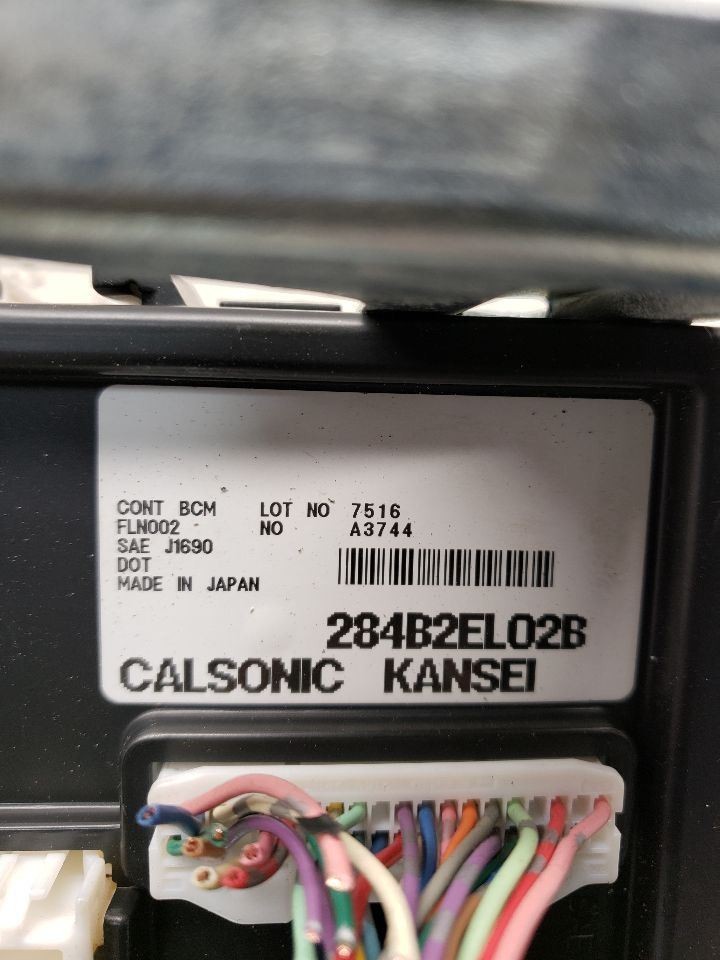 CONT BCM LOT NO 7516
FLN002 NO A3744
SAE J1690
DOT
MADE IN JAPAN
284B2EL02B
CALSONIC KANSEI